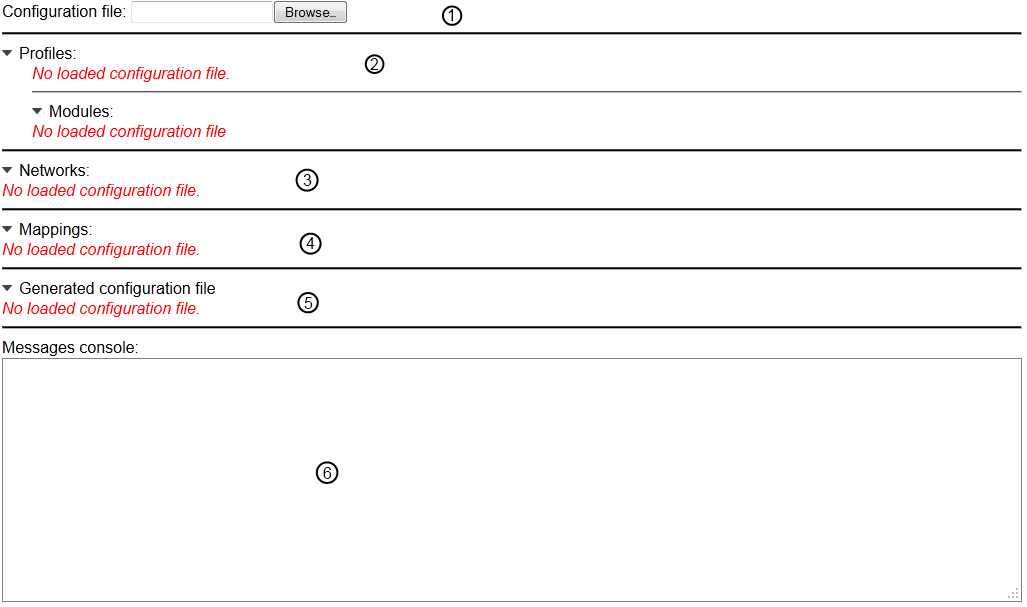 Configuration file: Browse.. ①
Profiles: ②
No loaded configuration file.
Modules:
No loaded configuration file
Networks: ③
No loaded configuration file.
Mappings: ④
No loaded configuration file.
Generated configuration file ⑤
No loaded configuration file.
Messages console:
⑥